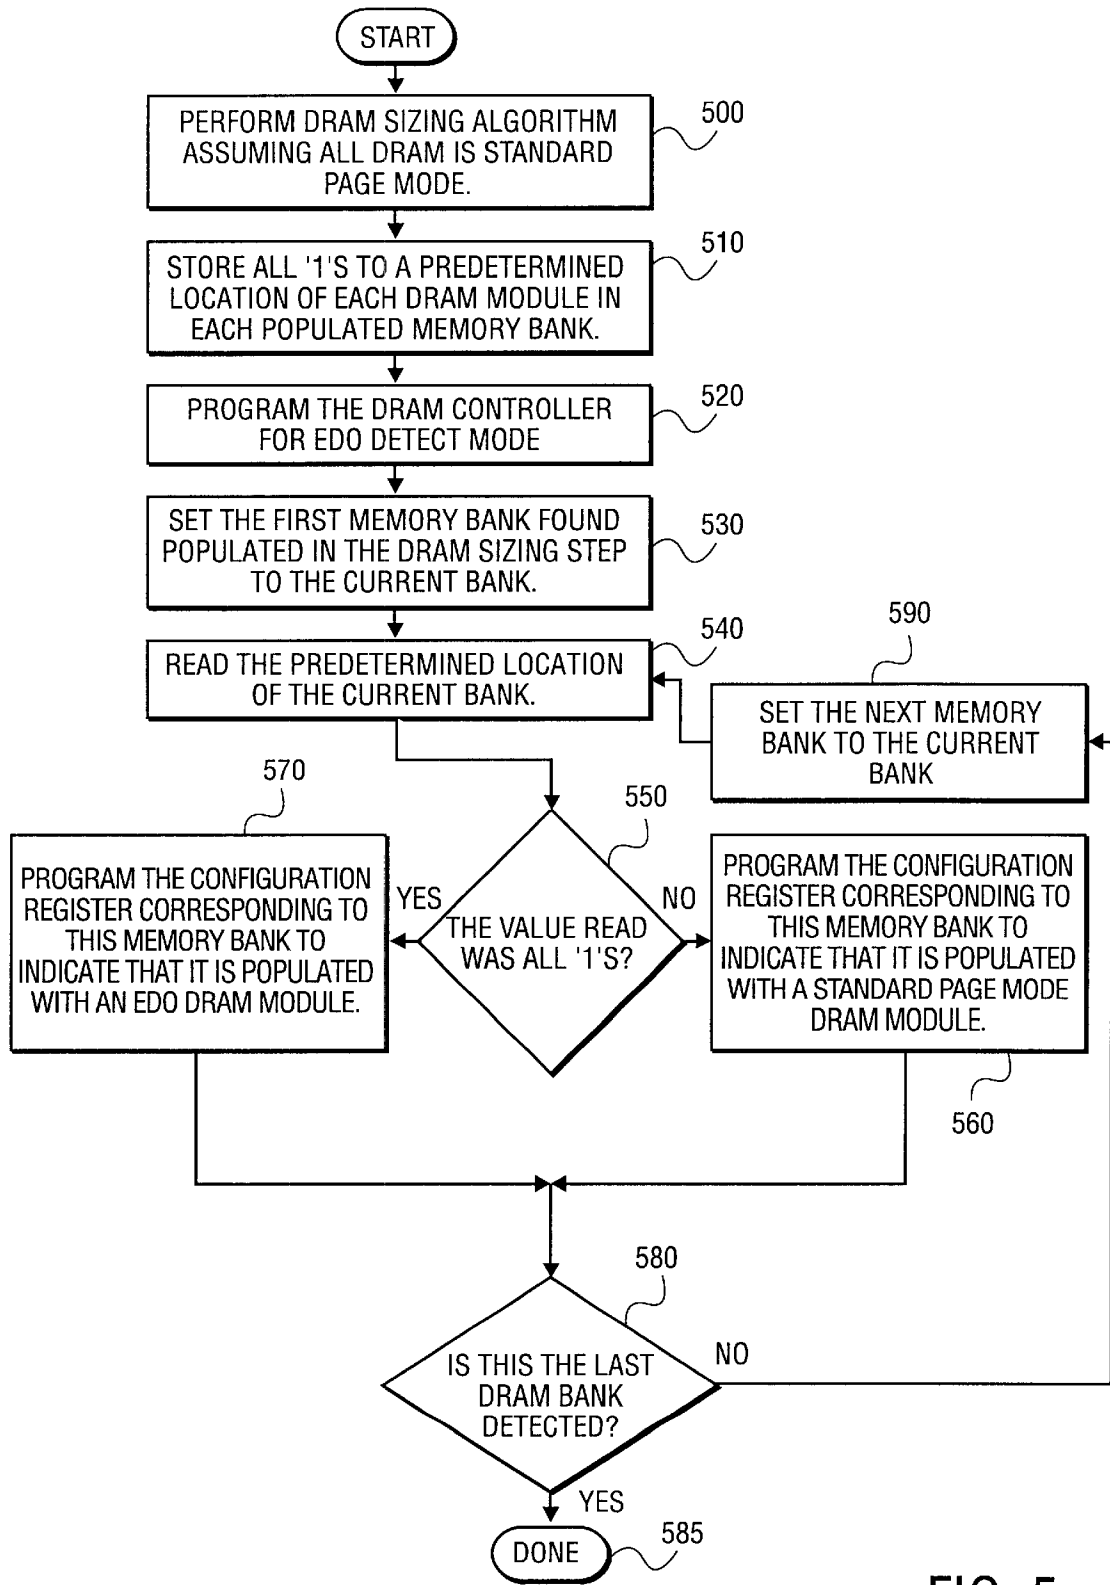 START
PERFORM DRAM SIZING ALGORITHM
ASSUMING ALL DRAM IS STANDARD
PAGE MODE.
500
STORE ALL '1'S TO A PREDETERMINED
LOCATION OF EACH DRAM MODULE IN
EACH POPULATED MEMORY BANK.
510
PROGRAM THE DRAM CONTROLLER
FOR EDO DETECT MODE
520
SET THE FIRST MEMORY BANK FOUND
POPULATED IN THE DRAM SIZING STEP
TO THE CURRENT BANK.
530
READ THE PREDETERMINED LOCATION
OF THE CURRENT BANK.
540
590
SET THE NEXT MEMORY
BANK TO THE CURRENT
BANK
570
PROGRAM THE CONFIGURATION
REGISTER CORRESPONDING TO
THIS MEMORY BANK TO
INDICATE THAT IT IS POPULATED
WITH AN EDO DRAM MODULE.
YES
550
THE VALUE READ
WAS ALL '1'S?
NO
PROGRAM THE CONFIGURATION
REGISTER CORRESPONDING TO
THIS MEMORY BANK TO
INDICATE THAT IT IS POPULATED
WITH A STANDARD PAGE MODE
DRAM MODULE.
560
580
IS THIS THE LAST
DRAM BANK
DETECTED?
NO
YES
DONE
585
FIG. 5